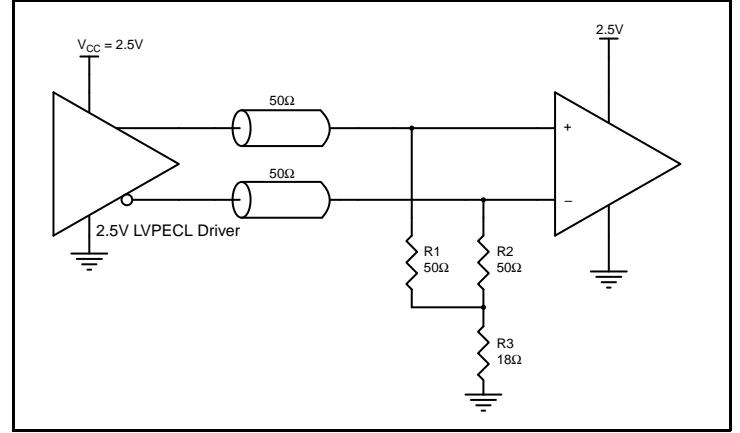 V_CC = 2.5V
2.5V
50Ω
+
50Ω
–
2.5V LVPECL Driver
R1
50Ω
R2
50Ω
R3
18Ω